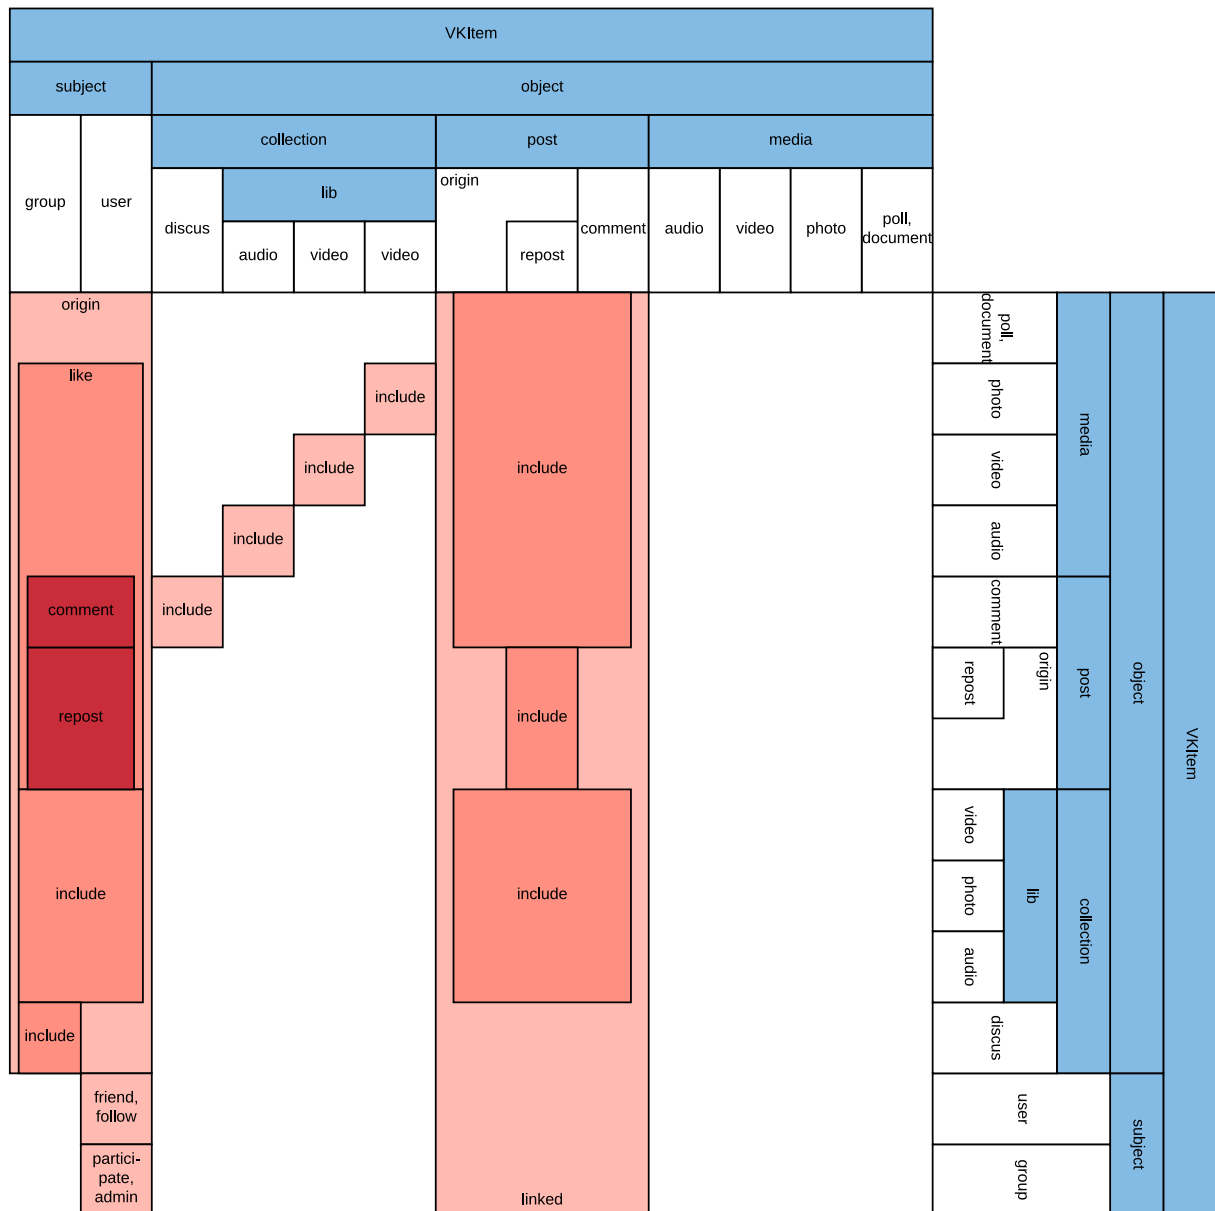 VKItem
subject
object
collection
post
media
group
user
discus
lib
origin
comment
audio
video
photo
poll,
document
audio
video
video
repost
origin
like
include
include
include
include
include
comment
repost
include
include
include
include
friend,
follow
partici-
pate,
admin
linked
poll,
document
photo
video
audio
media
comment
repost
origin
post
object
VKItem
video
photo
audio
lib
collection
discus
user
group
subject